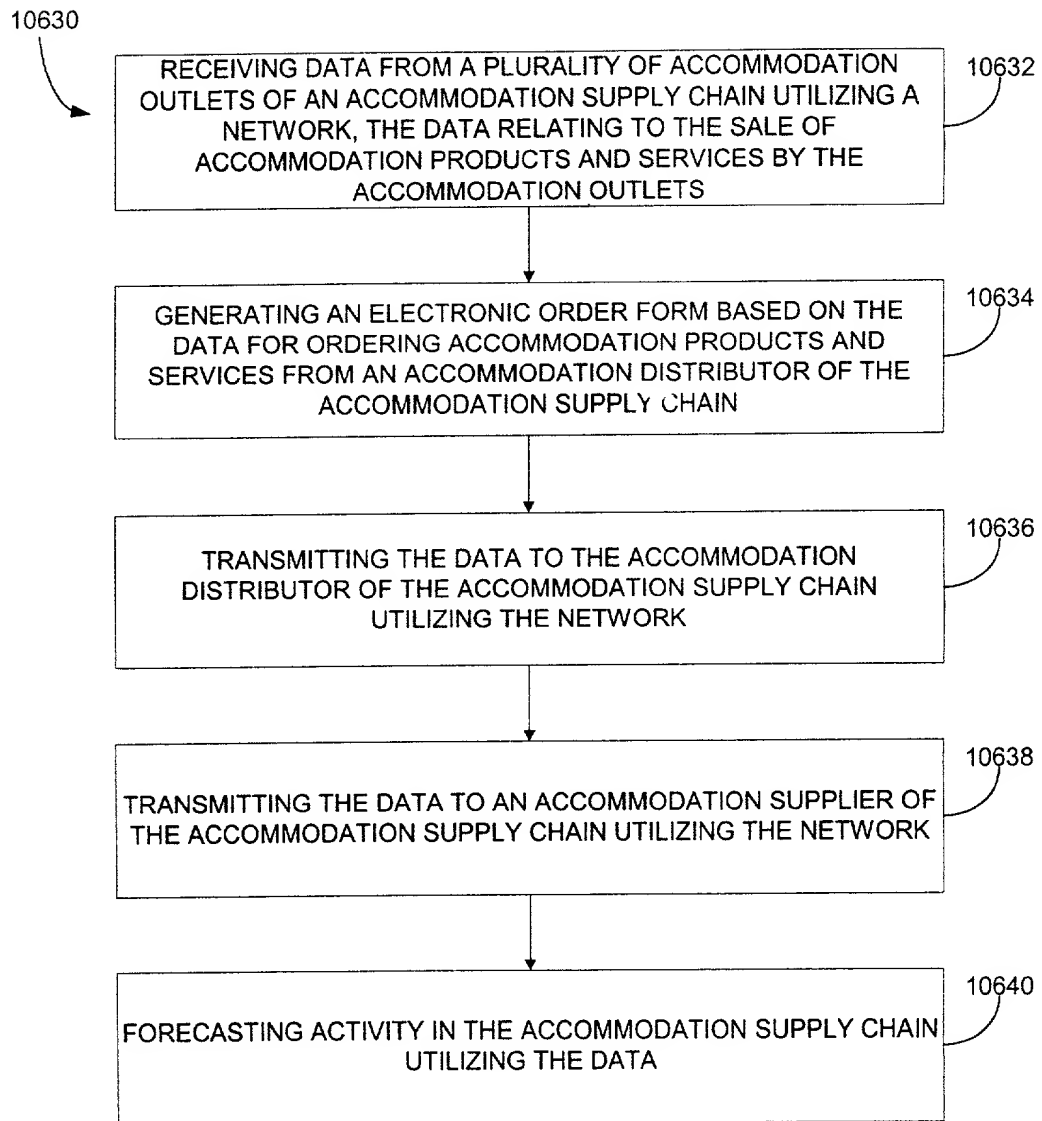 10630
RECEIVING DATA FROM A PLURALITY OF ACCOMMODATION
OUTLETS OF AN ACCOMMODATION SUPPLY CHAIN UTILIZING A
NETWORK, THE DATA RELATING TO THE SALE OF
ACCOMMODATION PRODUCTS AND SERVICES BY THE
ACCOMMODATION OUTLETS
10632
GENERATING AN ELECTRONIC ORDER FORM BASED ON THE
DATA FOR ORDERING ACCOMMODATION PRODUCTS AND
SERVICES FROM AN ACCOMMODATION DISTRIBUTOR OF THE
ACCOMMODATION SUPPLY CHAIN
10634
TRANSMITTING THE DATA TO THE ACCOMMODATION
DISTRIBUTOR OF THE ACCOMMODATION SUPPLY CHAIN
UTILIZING THE NETWORK
10636
TRANSMITTING THE DATA TO AN ACCOMMODATION SUPPLIER OF
THE ACCOMMODATION SUPPLY CHAIN UTILIZING THE NETWORK
10638
FORECASTING ACTIVITY IN THE ACCOMMODATION SUPPLY CHAIN
UTILIZING THE DATA
10640